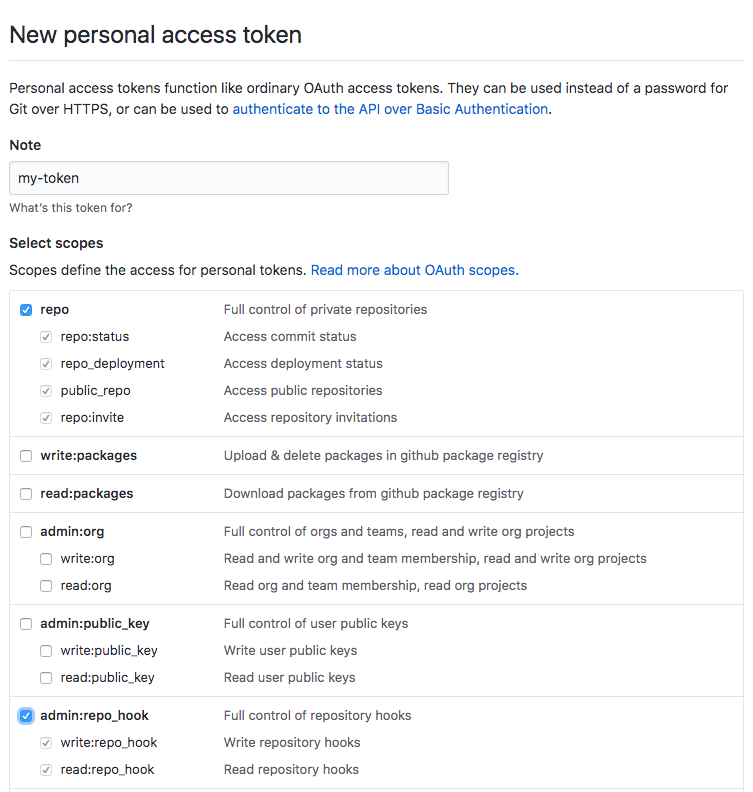 New personal access token
Personal access tokens function like ordinary OAuth access tokens. They can be used instead of a password for
Git over HTTPS, or can be used to authenticate to the API over Basic Authentication.
Note
my-token
What's this token for?
Select scopes
Scopes define the access for personal tokens. Read more about OAuth scopes.
repo Full control of private repositories
repo:status Access commit status
repo_deployment Access deployment status
public_repo Access public repositories
repo:invite Access repository invitations
write:packages Upload & delete packages in github package registry
read:packages Download packages from github package registry
admin:org Full control of orgs and teams, read and write org projects
write:org Read and write org and team membership, read and write org projects
read:org Read org and team membership, read org projects
admin:public_key Full control of user public keys
write:public_key Write user public keys
read:public_key Read user public keys
admin:repo_hook Full control of repository hooks
write:repo_hook Write repository hooks
read:repo_hook Read repository hooks